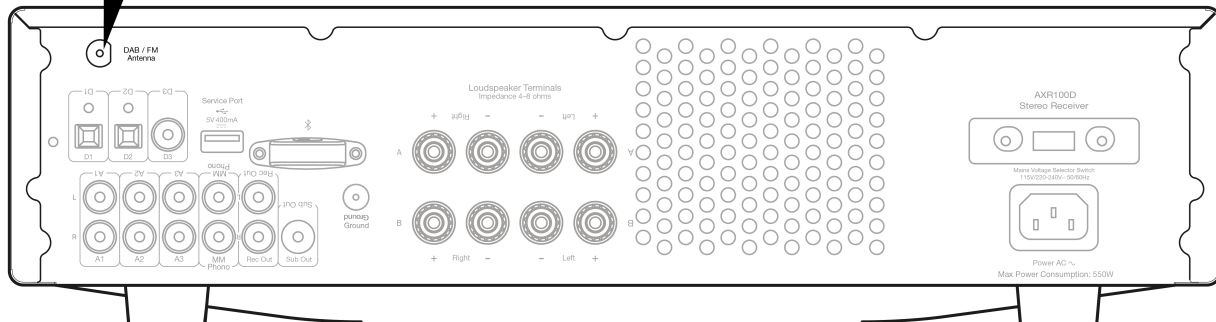 DAB / FM
Antenna
D1
D2
D3
Service Port
5V 400mA
D1
D2
D3
Loudspeaker Terminals
Impedance 4–8 ohms
Right
Left
+
–
–
+
A
A
B
B
+
Right
–
–
Left
+
AXR100D
Stereo Receiver
Mains Voltage Selector Switch
115V/220-240V~ 50/60Hz
Power AC ~
Max Power Consumption: 550W
A1
A2
A3
MM
Phono
Rec Out
Sub Out
L
L
R
R
A1
A2
A3
MM
Phono
Rec Out
Sub Out
Ground
Ground